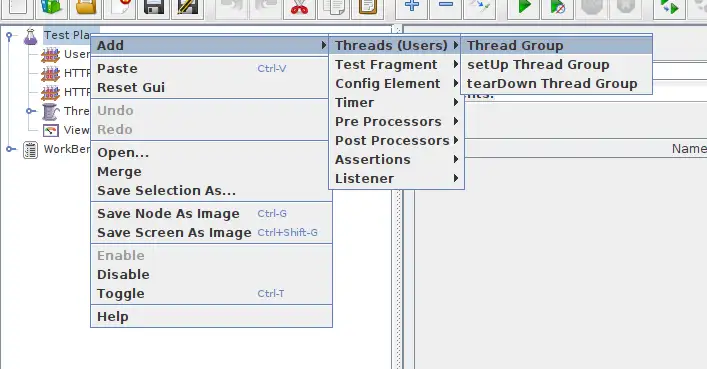 Test Pla
Add
Threads (Users)
Thread Group
User
Paste Ctrl-V
Test Fragment
setUp Thread Group
HTTP
Reset Gui
Config Element
tearDown Thread Group
HTTP
Timer
Thre
Undo
Pre Processors
View
Redo
Post Processors
Name
WorkBen
Open...
Assertions
Merge
Listener
Save Selection As...
Save Node As Image Ctrl-G
Save Screen As Image Ctrl+Shift-G
Enable
Disable
Toggle Ctrl-T
Help